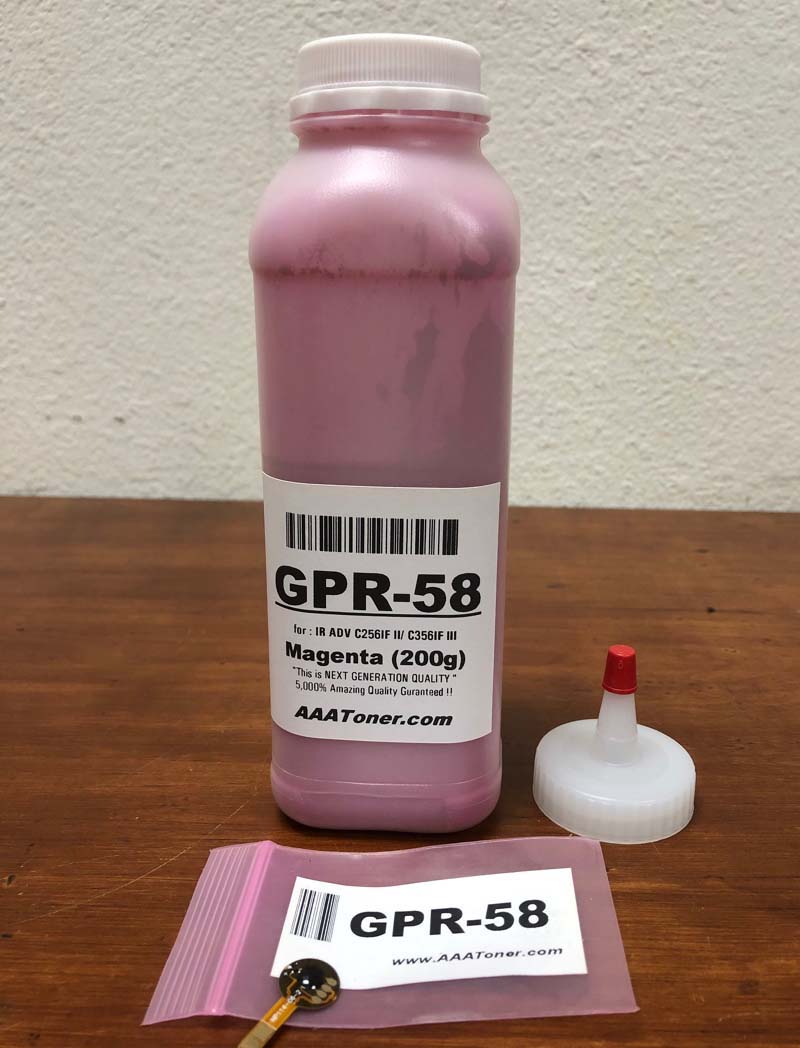 GPR-58
for : IR ADV C256IF II/ C356IF III
Magenta (200g)
"This is NEXT GENERATION QUALITY "
5,000% Amazing Quality Guranteed !!
AAAToner.com
GPR-58
www.AAAToner.com